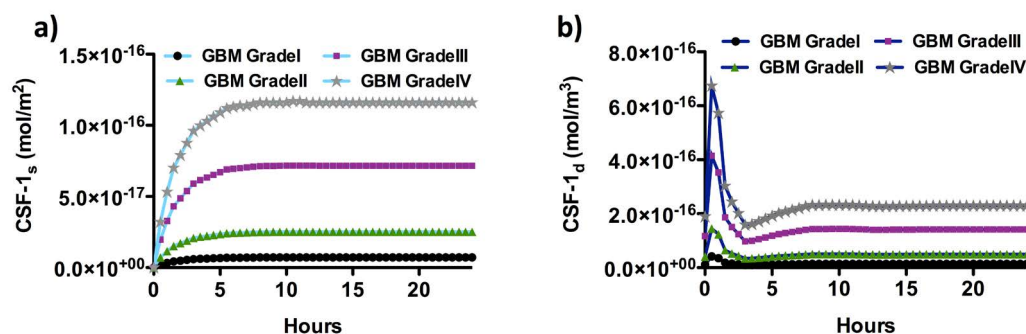 a)
GBM GradeI
GBM GradeIII
GBM GradeII
GBM GradeIV
CSF-1s (mol/m²)
1.5×10-16
1.0×10-16
5.0×10-17
0.0×10+00
0 5 10 15 20
Hours
b)
GBM GradeI
GBM GradeIII
GBM GradeII
GBM GradeIV
CSF-1d (mol/m³)
8.0×10-16
6.0×10-16
4.0×10-16
2.0×10-16
0.0×10+00
0 5 10 15 20
Hours